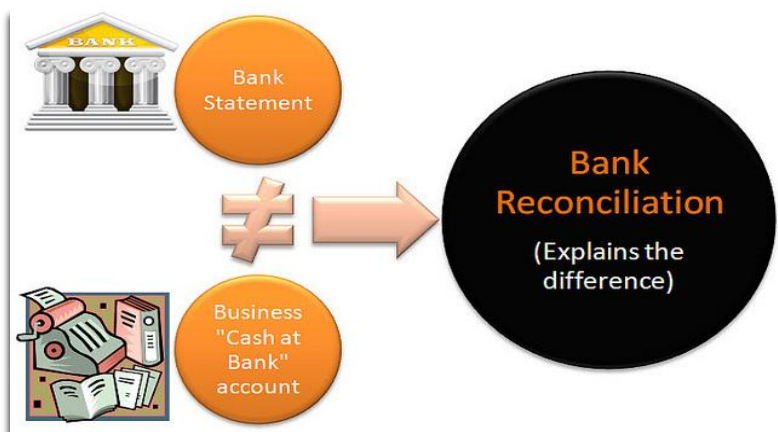 BANK
Bank
Statement
≠
Business
"Cash at
Bank"
account
Bank
Reconciliation
(Explains the
difference)